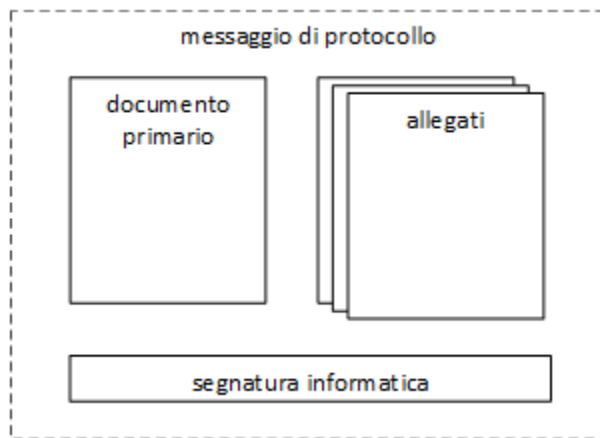 messaggio di protocollo
documento
primario
allegati
segnatura informatica